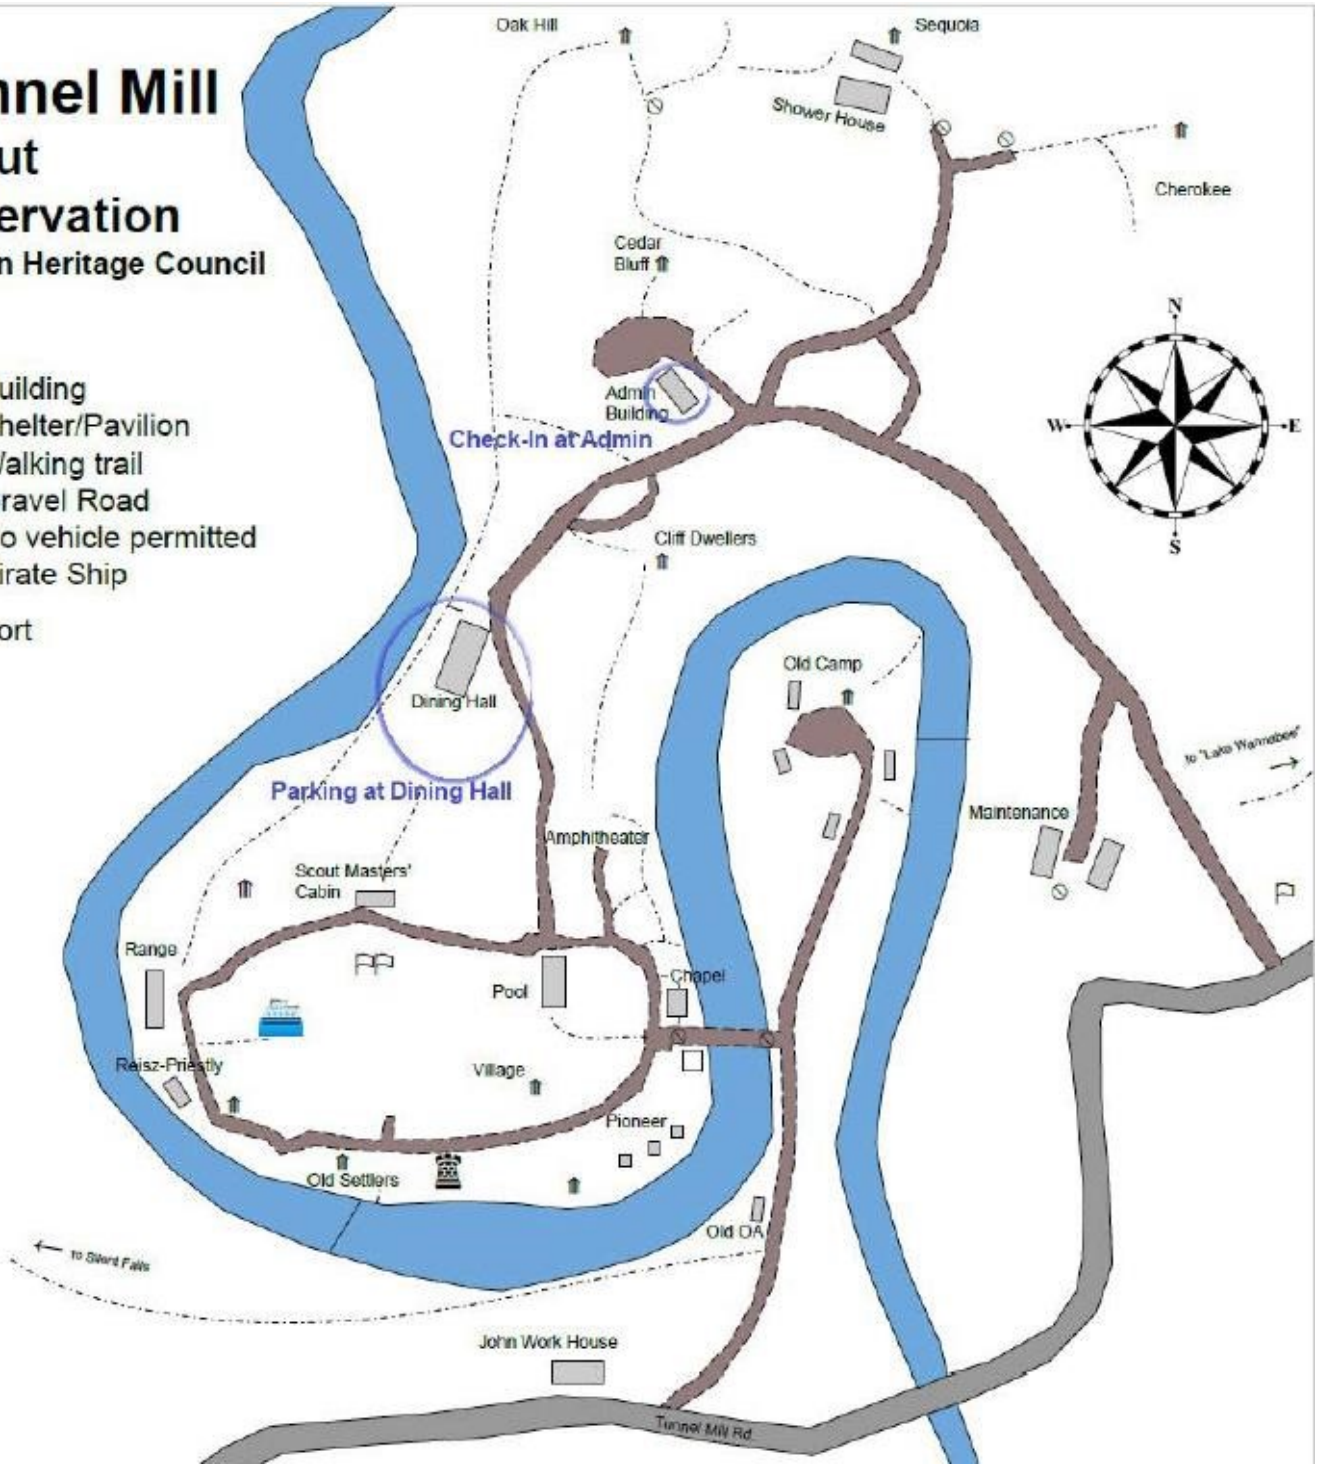 nnel Mill
ut
ervation
n Heritage Council
uilding
helter/Pavilion
Valking trail
ravel Road
o vehicle permitted
irate Ship
ort
Oak Hill
Sequoia
Shower House
Cherokee
Cedar
Bluff
N
W
E
S
Admin
Building
Check-In at Admin
Cliff Dwellers
Old Camp
Dining Hall
to "Lake Wannabee"
Parking at Dining Hall
Maintenance
Amphitheater
Scout Masters'
Cabin
Range
Chapel
Pool
Reisz-Priestly
Village
Pioneer
Old Settlers
Old OA
to Silent Falls
John Work House
Tunnel Mill Rd